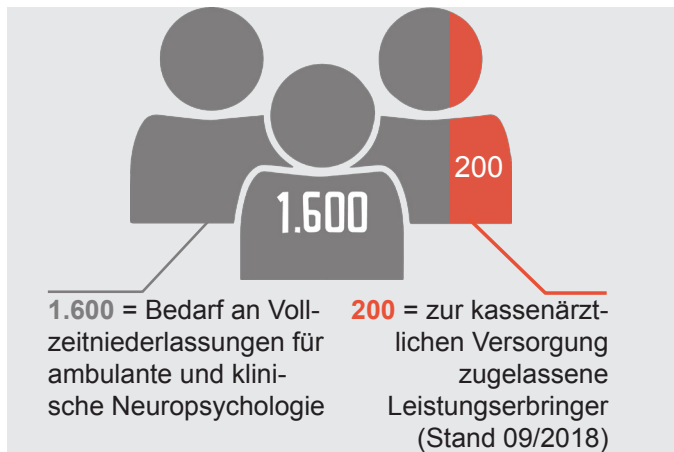 200
1.600
1.600 = Bedarf an Voll-
zeitniederlassungen für
ambulante und klini-
sche Neuropsychologie
200 = zur kassenärzt-
lichen Versorgung
zugelassene
Leistungserbringer
(Stand 09/2018)